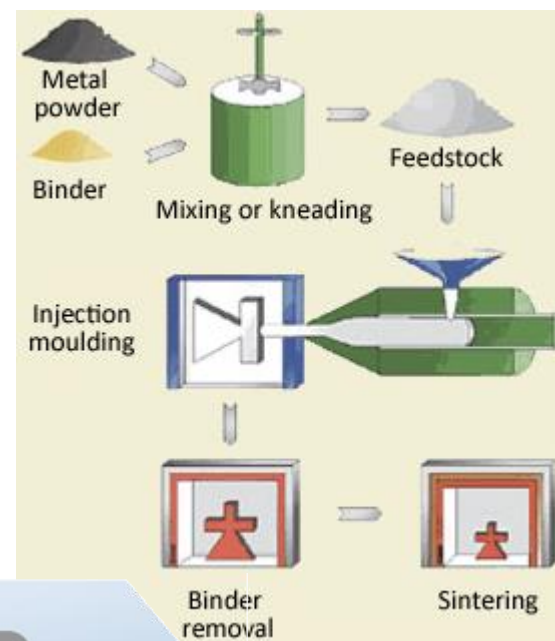 Metal
powder
Binder
Mixing or kneading
Feedstock
Injection
moulding
Binder
removal
Sintering